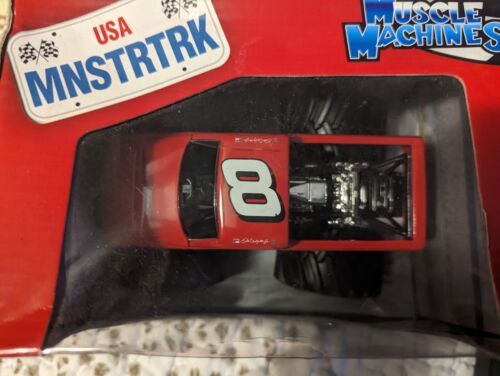 USA
MNSTRTRK
MUSCLE
MACHINES
8